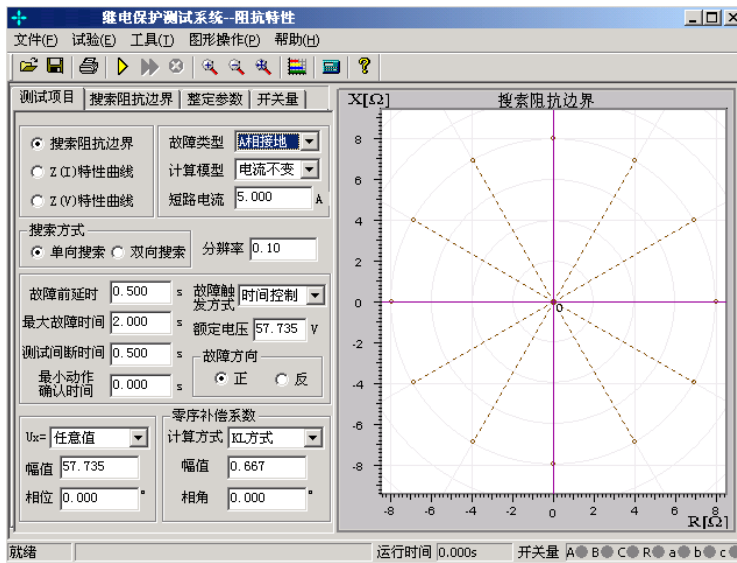 继电保护测试系统--阻抗特性
文件(F) 试验(E) 工具(T) 图形操作(P) 帮助(H)
测试项目 搜索阻抗边界 整定参数 开关量
搜索阻抗边界
Z(I)特性曲线
Z(V)特性曲线
故障类型 A相接地
计算模型 电流不变
短路电流 5.000 A
搜索方式
单向搜索 双向搜索 分辨率 0.10
故障前延时 0.500 s
最大故障时间 2.000 s
测试间断时间 0.500 s
最小动作
确认时间 0.000 s
故障触
发方式 时间控制
额定电压 57.735 V
故障方向
正 反
Ux= 任意值
幅值 57.735
相位 0.000 °
零序补偿系数
计算方式 KL方式
幅值 0.667
相角 0.000 °
X[Ω] 搜索阻抗边界
8
6
4
2
0
-2
-4
-6
-8
0
-8 -6 -4 -2 0 2 4 6 8
R[Ω]
就绪 运行时间 0.000s 开关量 A B C R a b c